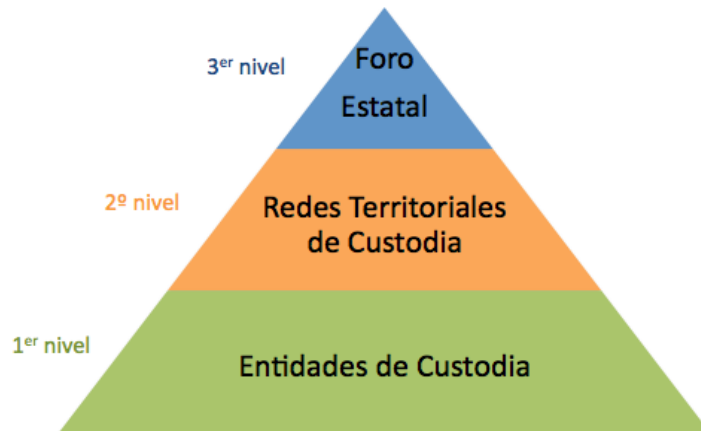 3er nivel
Foro
Estatal
2º nivel
Redes Territoriales
de Custodia
1er nivel
Entidades de Custodia